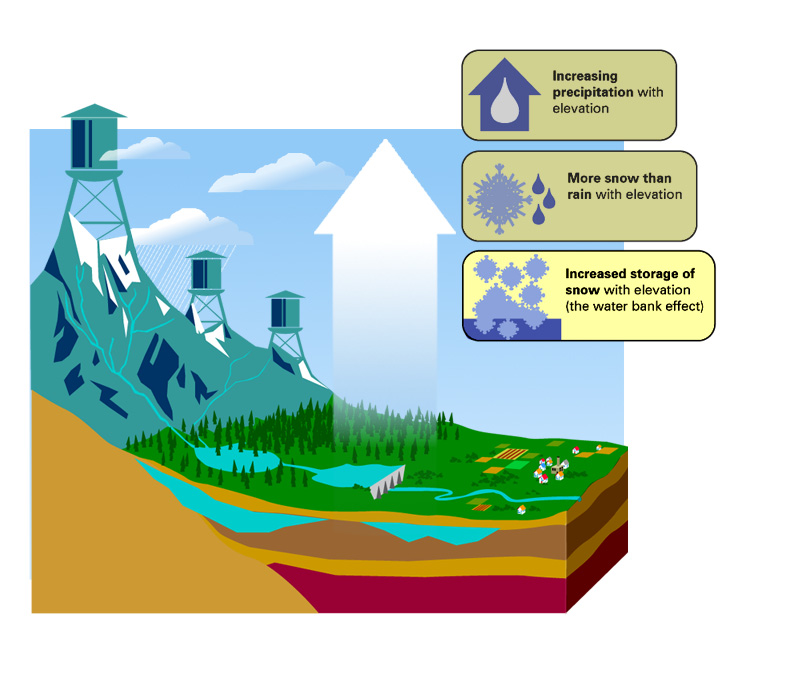 Increasing
precipitation with
elevation
More snow than
rain with elevation
Increased storage of
snow with elevation
(the water bank effect)